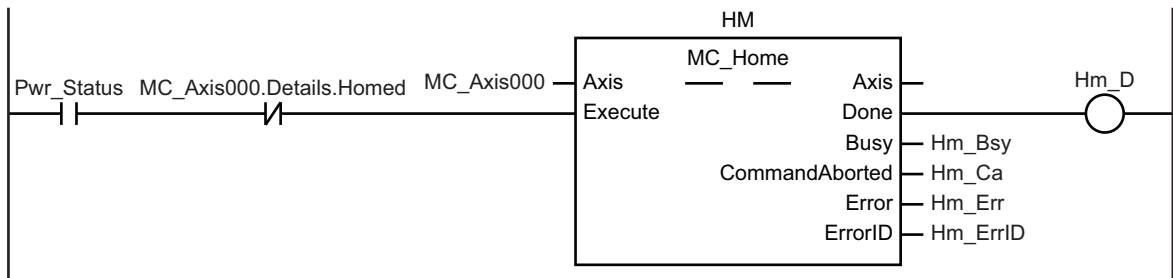 HM
MC_Home
Pwr_Status MC_Axis000.Details.Homed MC_Axis000 Axis Axis Hm_D
Execute Done
Busy Hm_Bsy
CommandAborted Hm_Ca
Error Hm_Err
ErrorID Hm_ErrID